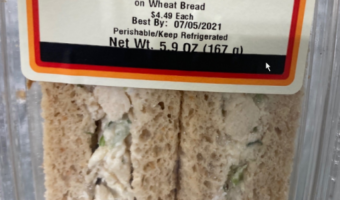 on Wheat Bread
$4.49 Each
Best By: 07/05/2021
Perishable/Keep Refrigerated
Net Wt. 5.9 OZ (167 g)